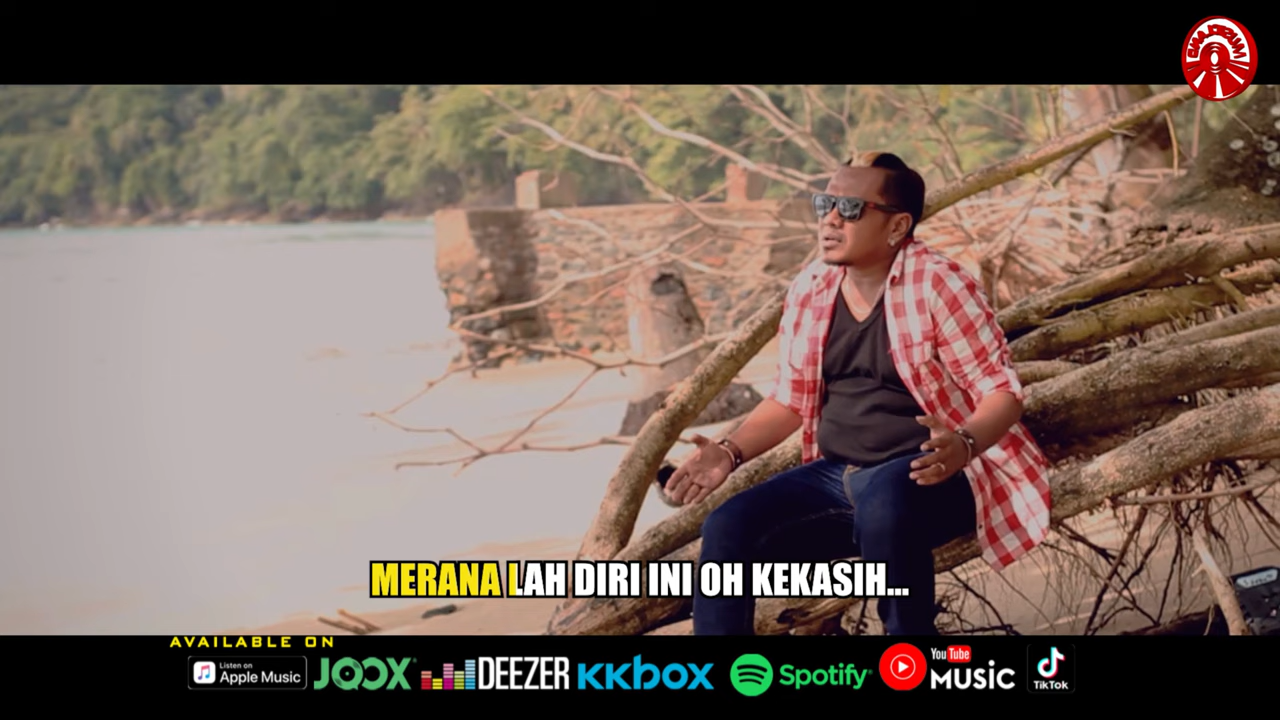 MERANA LAH DIRI INI OH KEKASIH...
AVAILABLE ON
Listen on
Apple Music
JOOX
DEEZER
KKBOX
Spotify
YouTube
MUSIC
TikTok